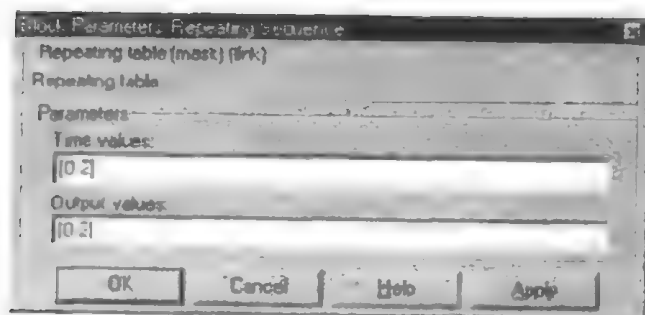 Block Parameters: Repeating Sequence
Repeating table (mask) (link)
Repeating table
Parameters
Time values:
[0 2]
Output values:
[0 2]
OK
Cancel
Help
Apply